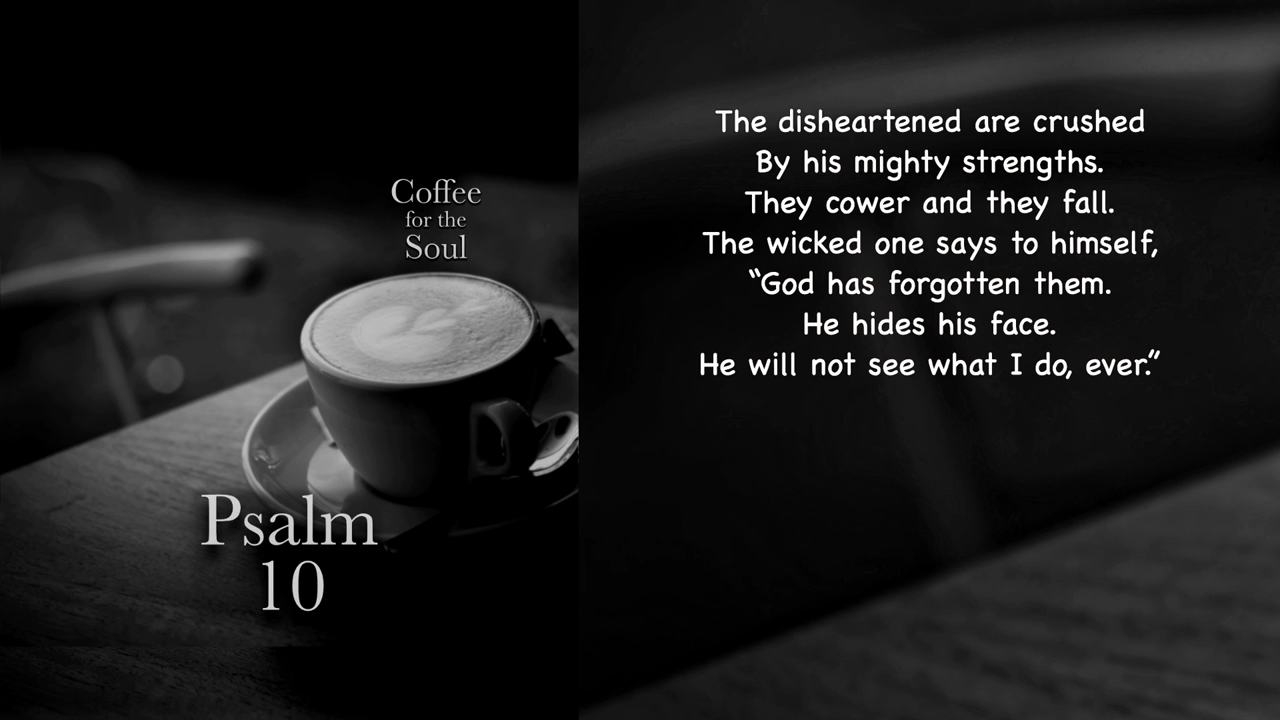 Coffee
for the
Soul
Psalm
10
The disheartened are crushed
By his mighty strengths.
They cower and they fall.
The wicked one says to himself,
“God has forgotten them.
He hides his face.
He will not see what I do, ever.”